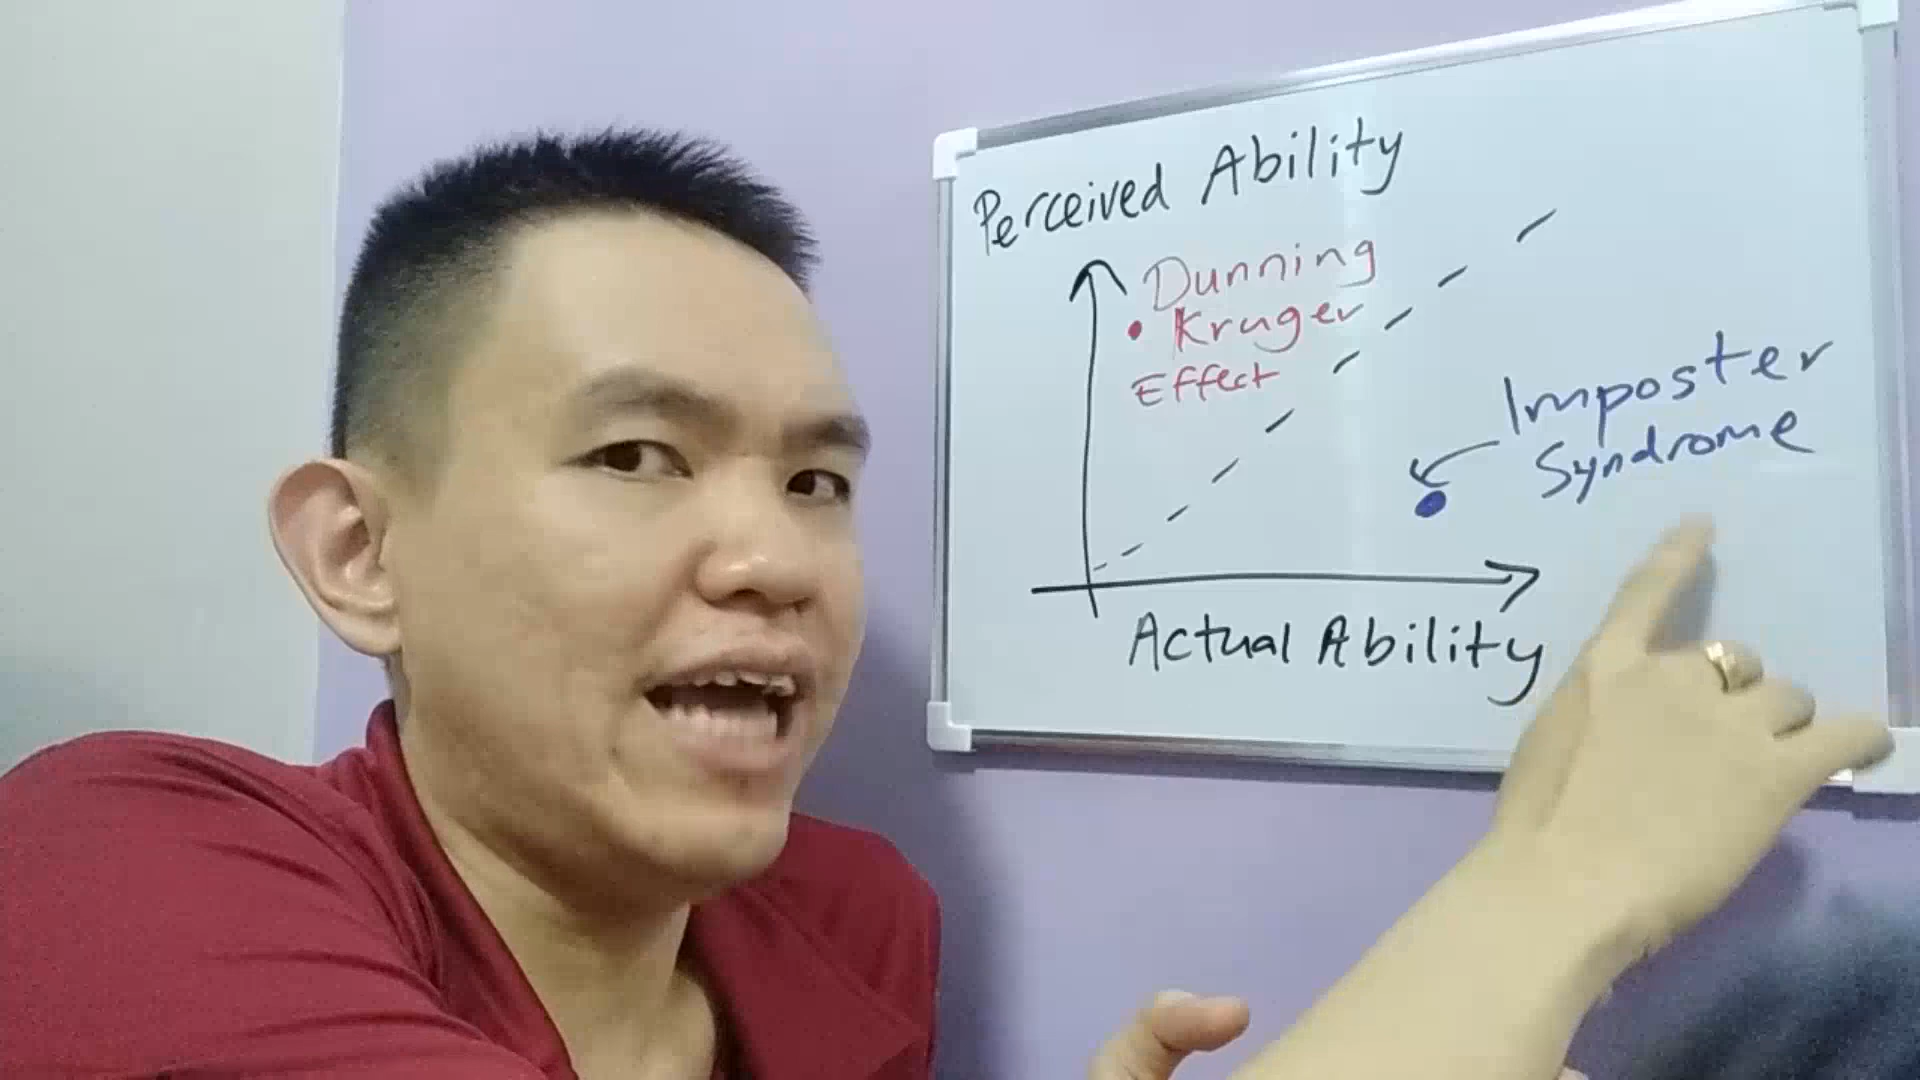 Perceived Ability
Dunning
Kruger
Effect
Imposter
Syndrome
Actual Ability